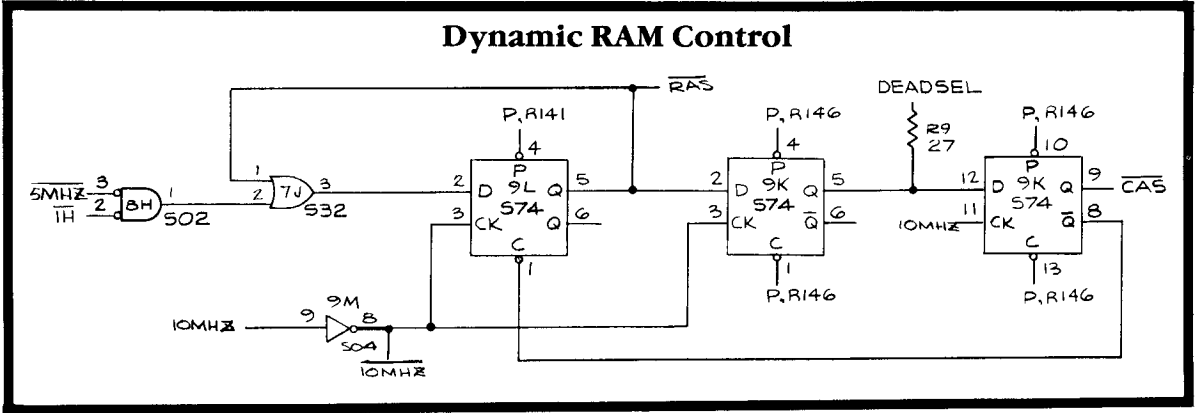 Dynamic RAM Control
RAS
DEADSEL
P,R141
P,R146
P,R146
4
4
R9
27
10
1
2
7J
3
S32
5MHZ
3
1H
2
8H
1
S02
2
D
P
9L
S74
Q
5
3
CK
Q
6
C
1
2
D
P
9K
S74
Q
5
3
CK
Q
6
C
1
P,R146
12
D
P
9K
S74
Q
9
CAS
10MHZ
11
CK
Q
8
C
13
P,R146
10MHZ
9
9M
8
S04
10MHZ